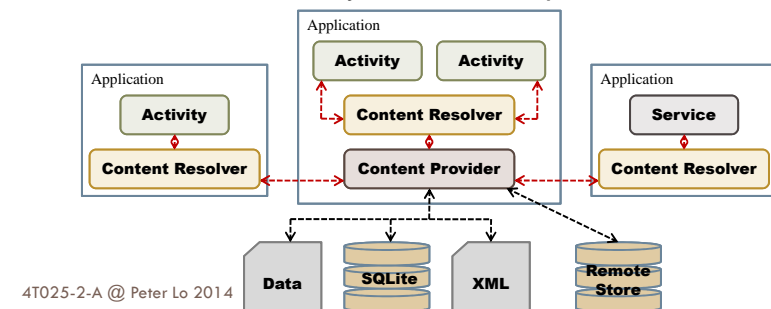 Application
Activity
Activity
Application
Activity
Content Resolver
Content Resolver
Content Provider
Application
Service
Content Resolver
Data
SQLite
XML
Remote
Store
4T025-2-A @ Peter Lo 2014